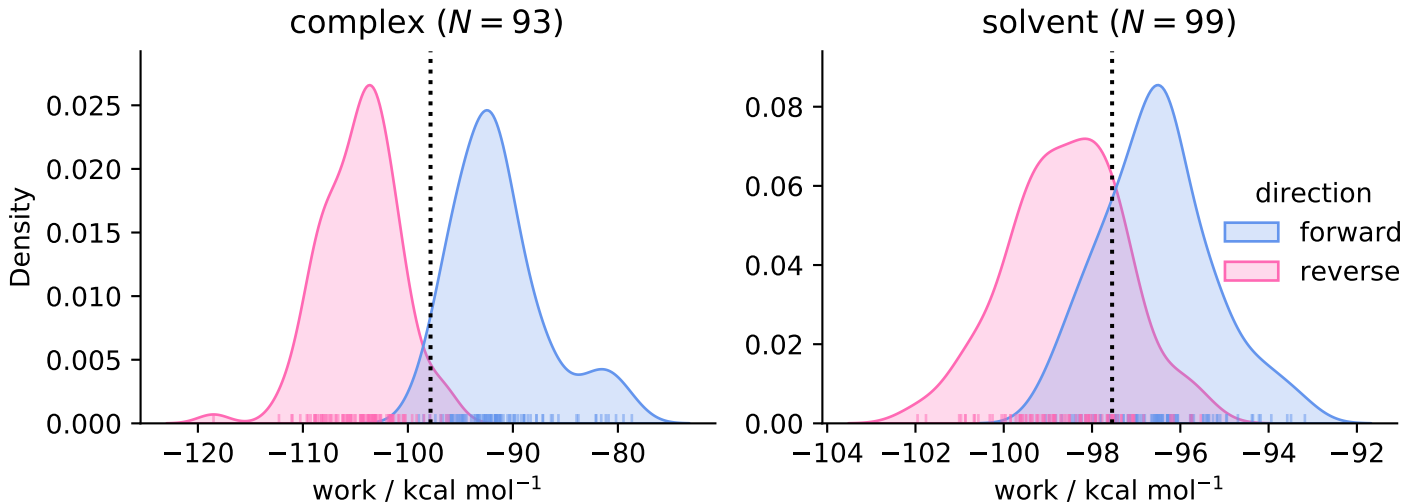 complex (N = 93)
Density
0.025
0.020
0.015
0.010
0.005
0.000
−120
−110
−100
−90
−80
work / kcal mol⁻¹
solvent (N = 99)
0.08
0.06
0.04
0.02
0.00
−104
−102
−100
−98
−96
−94
−92
work / kcal mol⁻¹
direction
forward
reverse